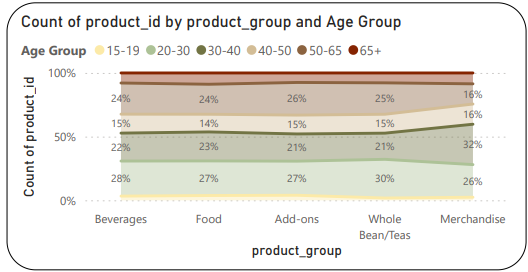 Count of product_id by product_group and Age Group
Age Group 15-19 20-30 30-40 40-50 50-65 65+
Count of product_id
100%
50%
0%
24% 24% 26% 25% 16%
15% 14% 15% 15% 16%
22% 23% 21% 21% 32%
28% 27% 27% 30% 26%
Beverages Food Add-ons Whole Merchandise
Bean/Teas
product_group